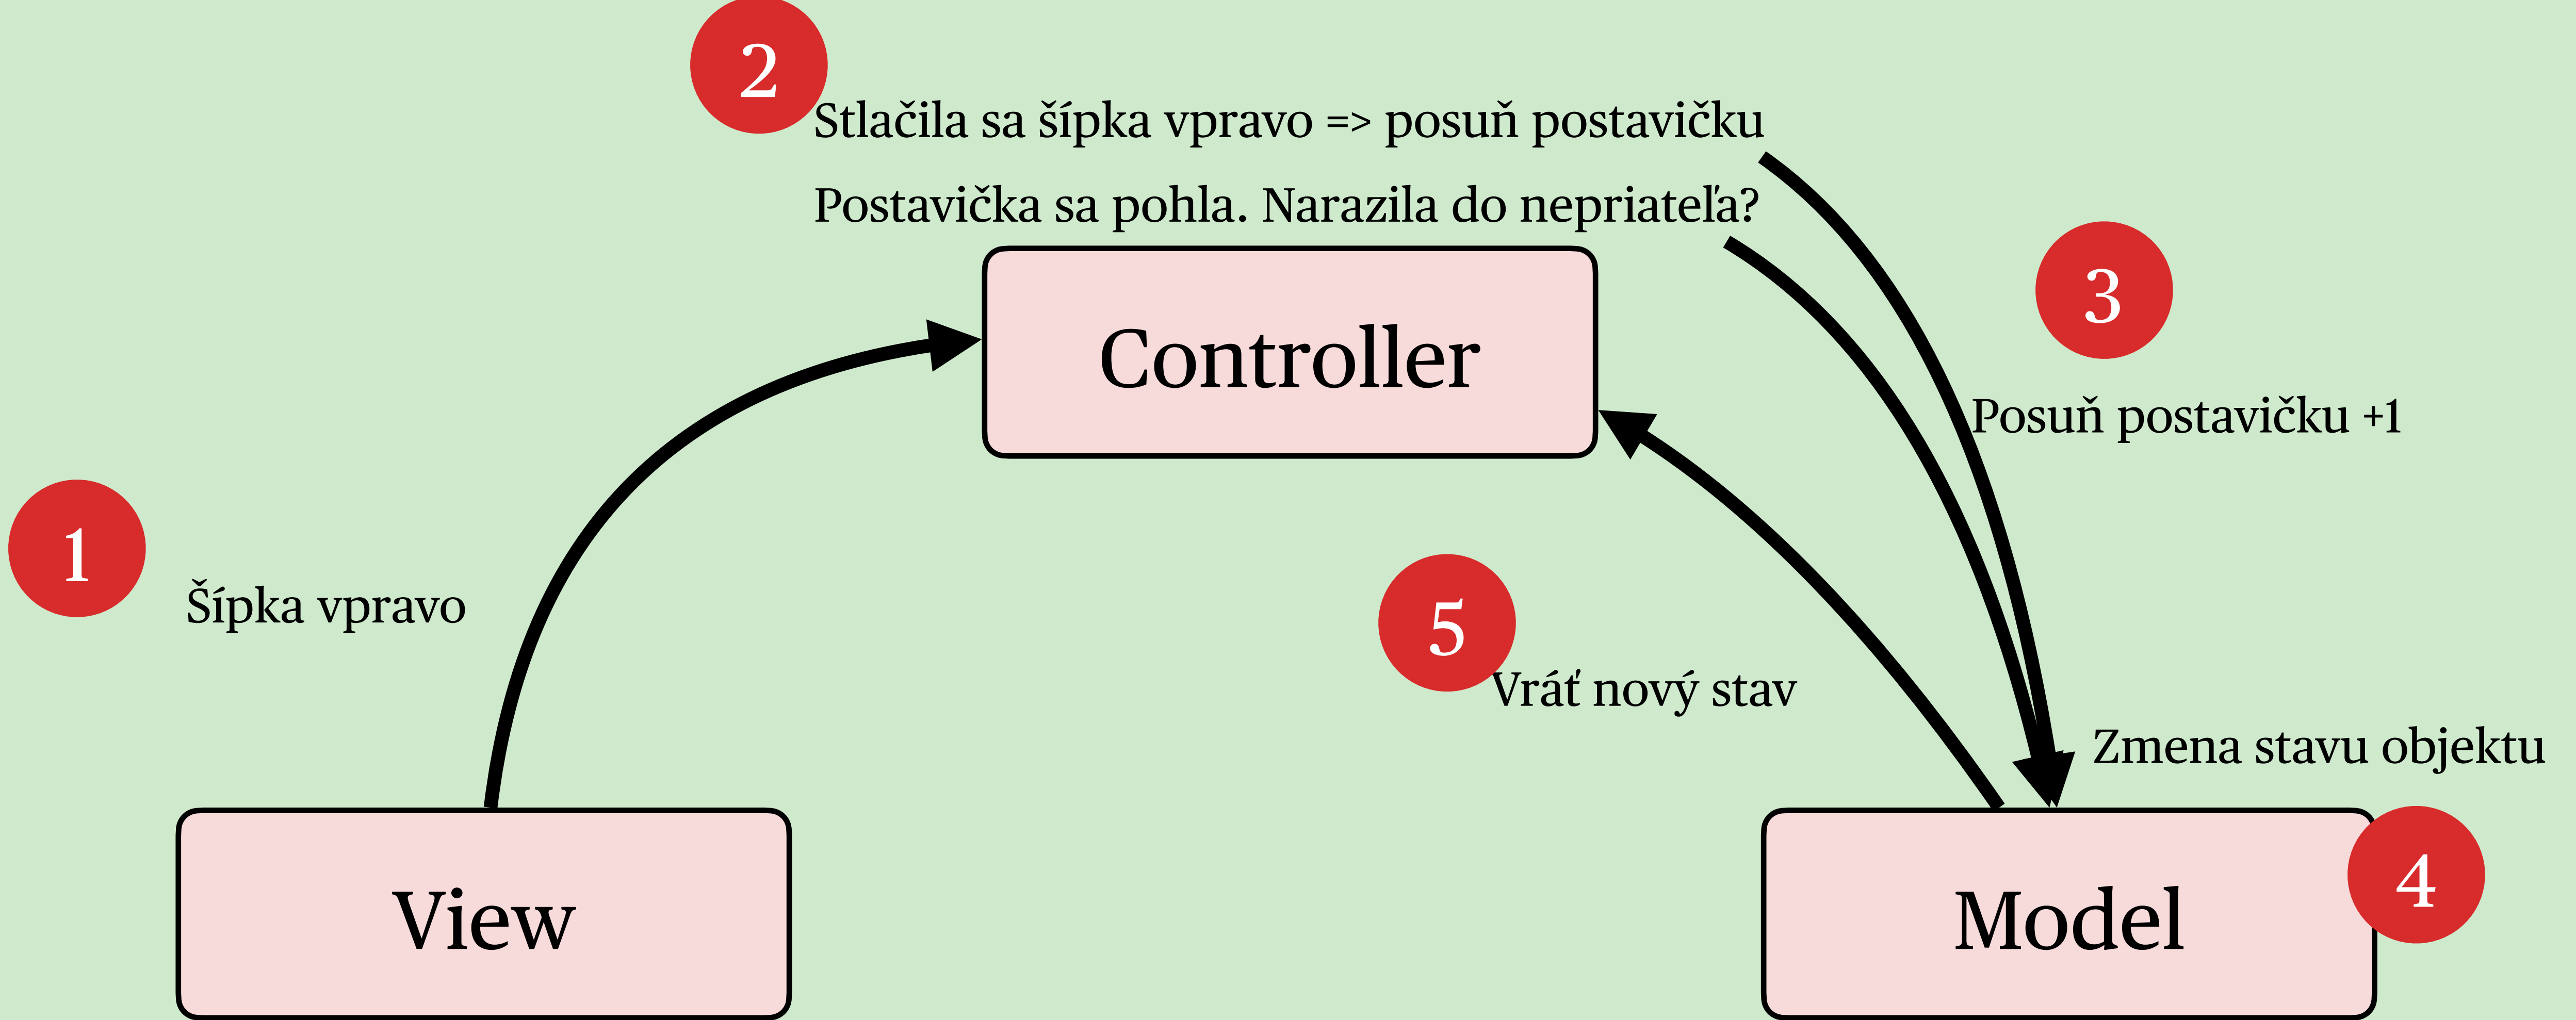 2
Stlačila sa šípka vpravo => posuň postavičku
Postavička sa pohla. Narazila do nepriateľa?
3
Controller
Posuň postavičku +1
1
Šípka vpravo
5
Vráť nový stav
Zmena stavu objektu
4
View
Model